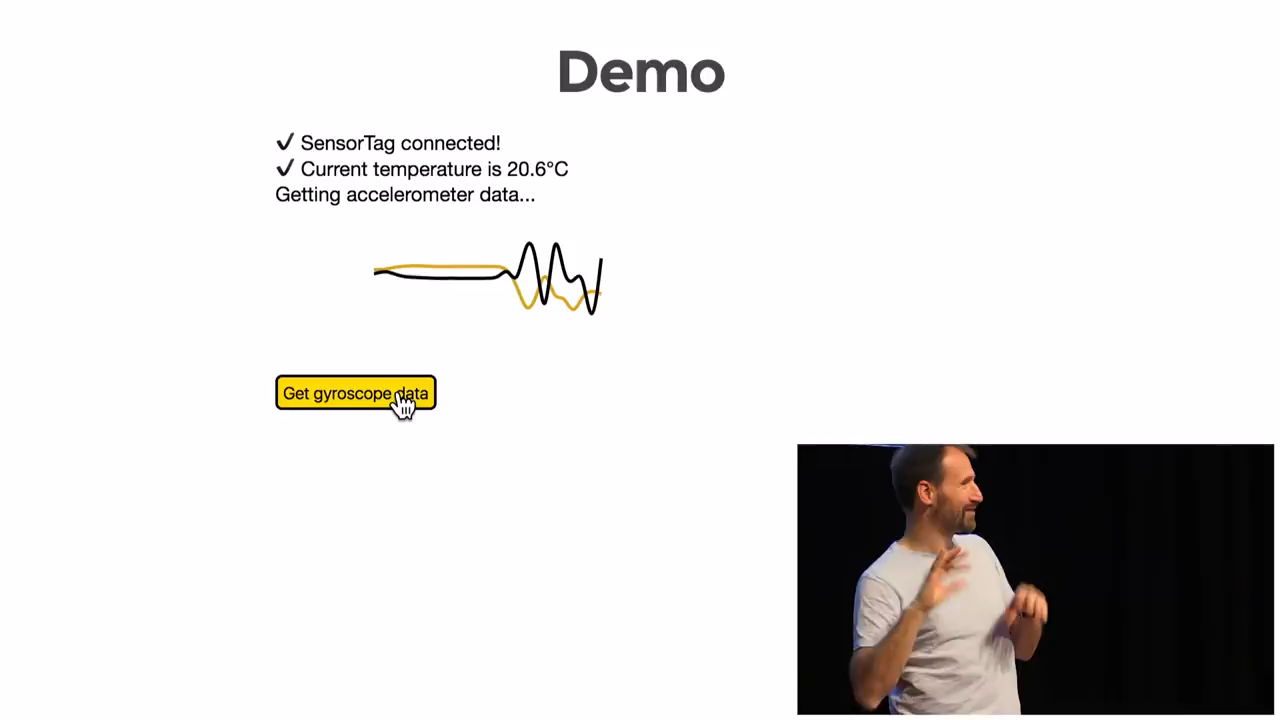 Demo
✔ SensorTag connected!
✔ Current temperature is 20.6°C
Getting accelerometer data...
Get gyroscope data